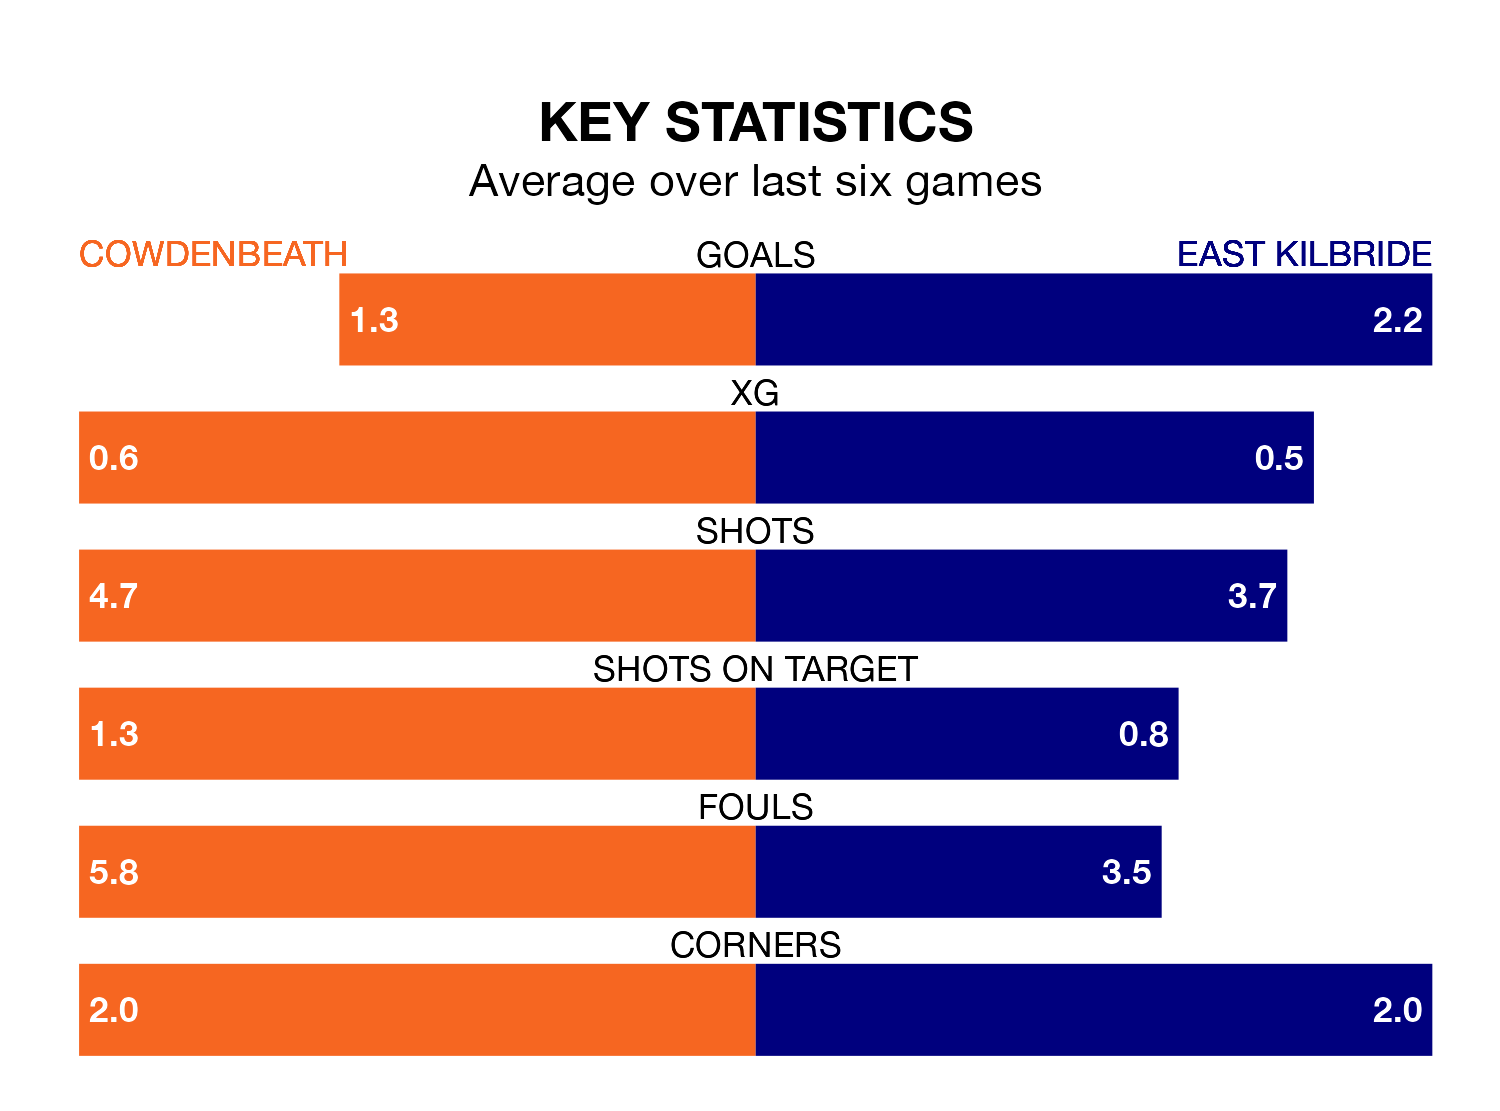 KEY STATISTICS
Average over last six games
COWDENBEATH GOALS EAST KILBRIDE
1.3 2.2
XG
0.6 0.5
SHOTS
4.7 3.7
SHOTS ON TARGET
1.3 0.8
FOULS
5.8 3.5
CORNERS
2.0 2.0